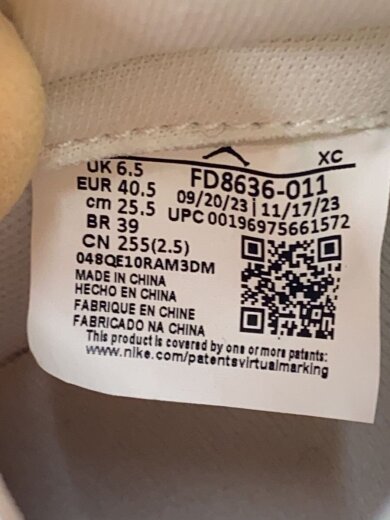 XC
UK 6.5
EUR 40.5
cm 25.5
BR 39
CN 255(2.5)
FD8636-011
09/20/23 | 11/17/23
UPC 00196975661572
048QE10RAM3DM
MADE IN CHINA
HECHO EN CHINA
FABRIQUE EN CHINE
FABRICADO NA CHINA
This product is covered by one or more patents:
www.nike.com/patentsvirtualmarking